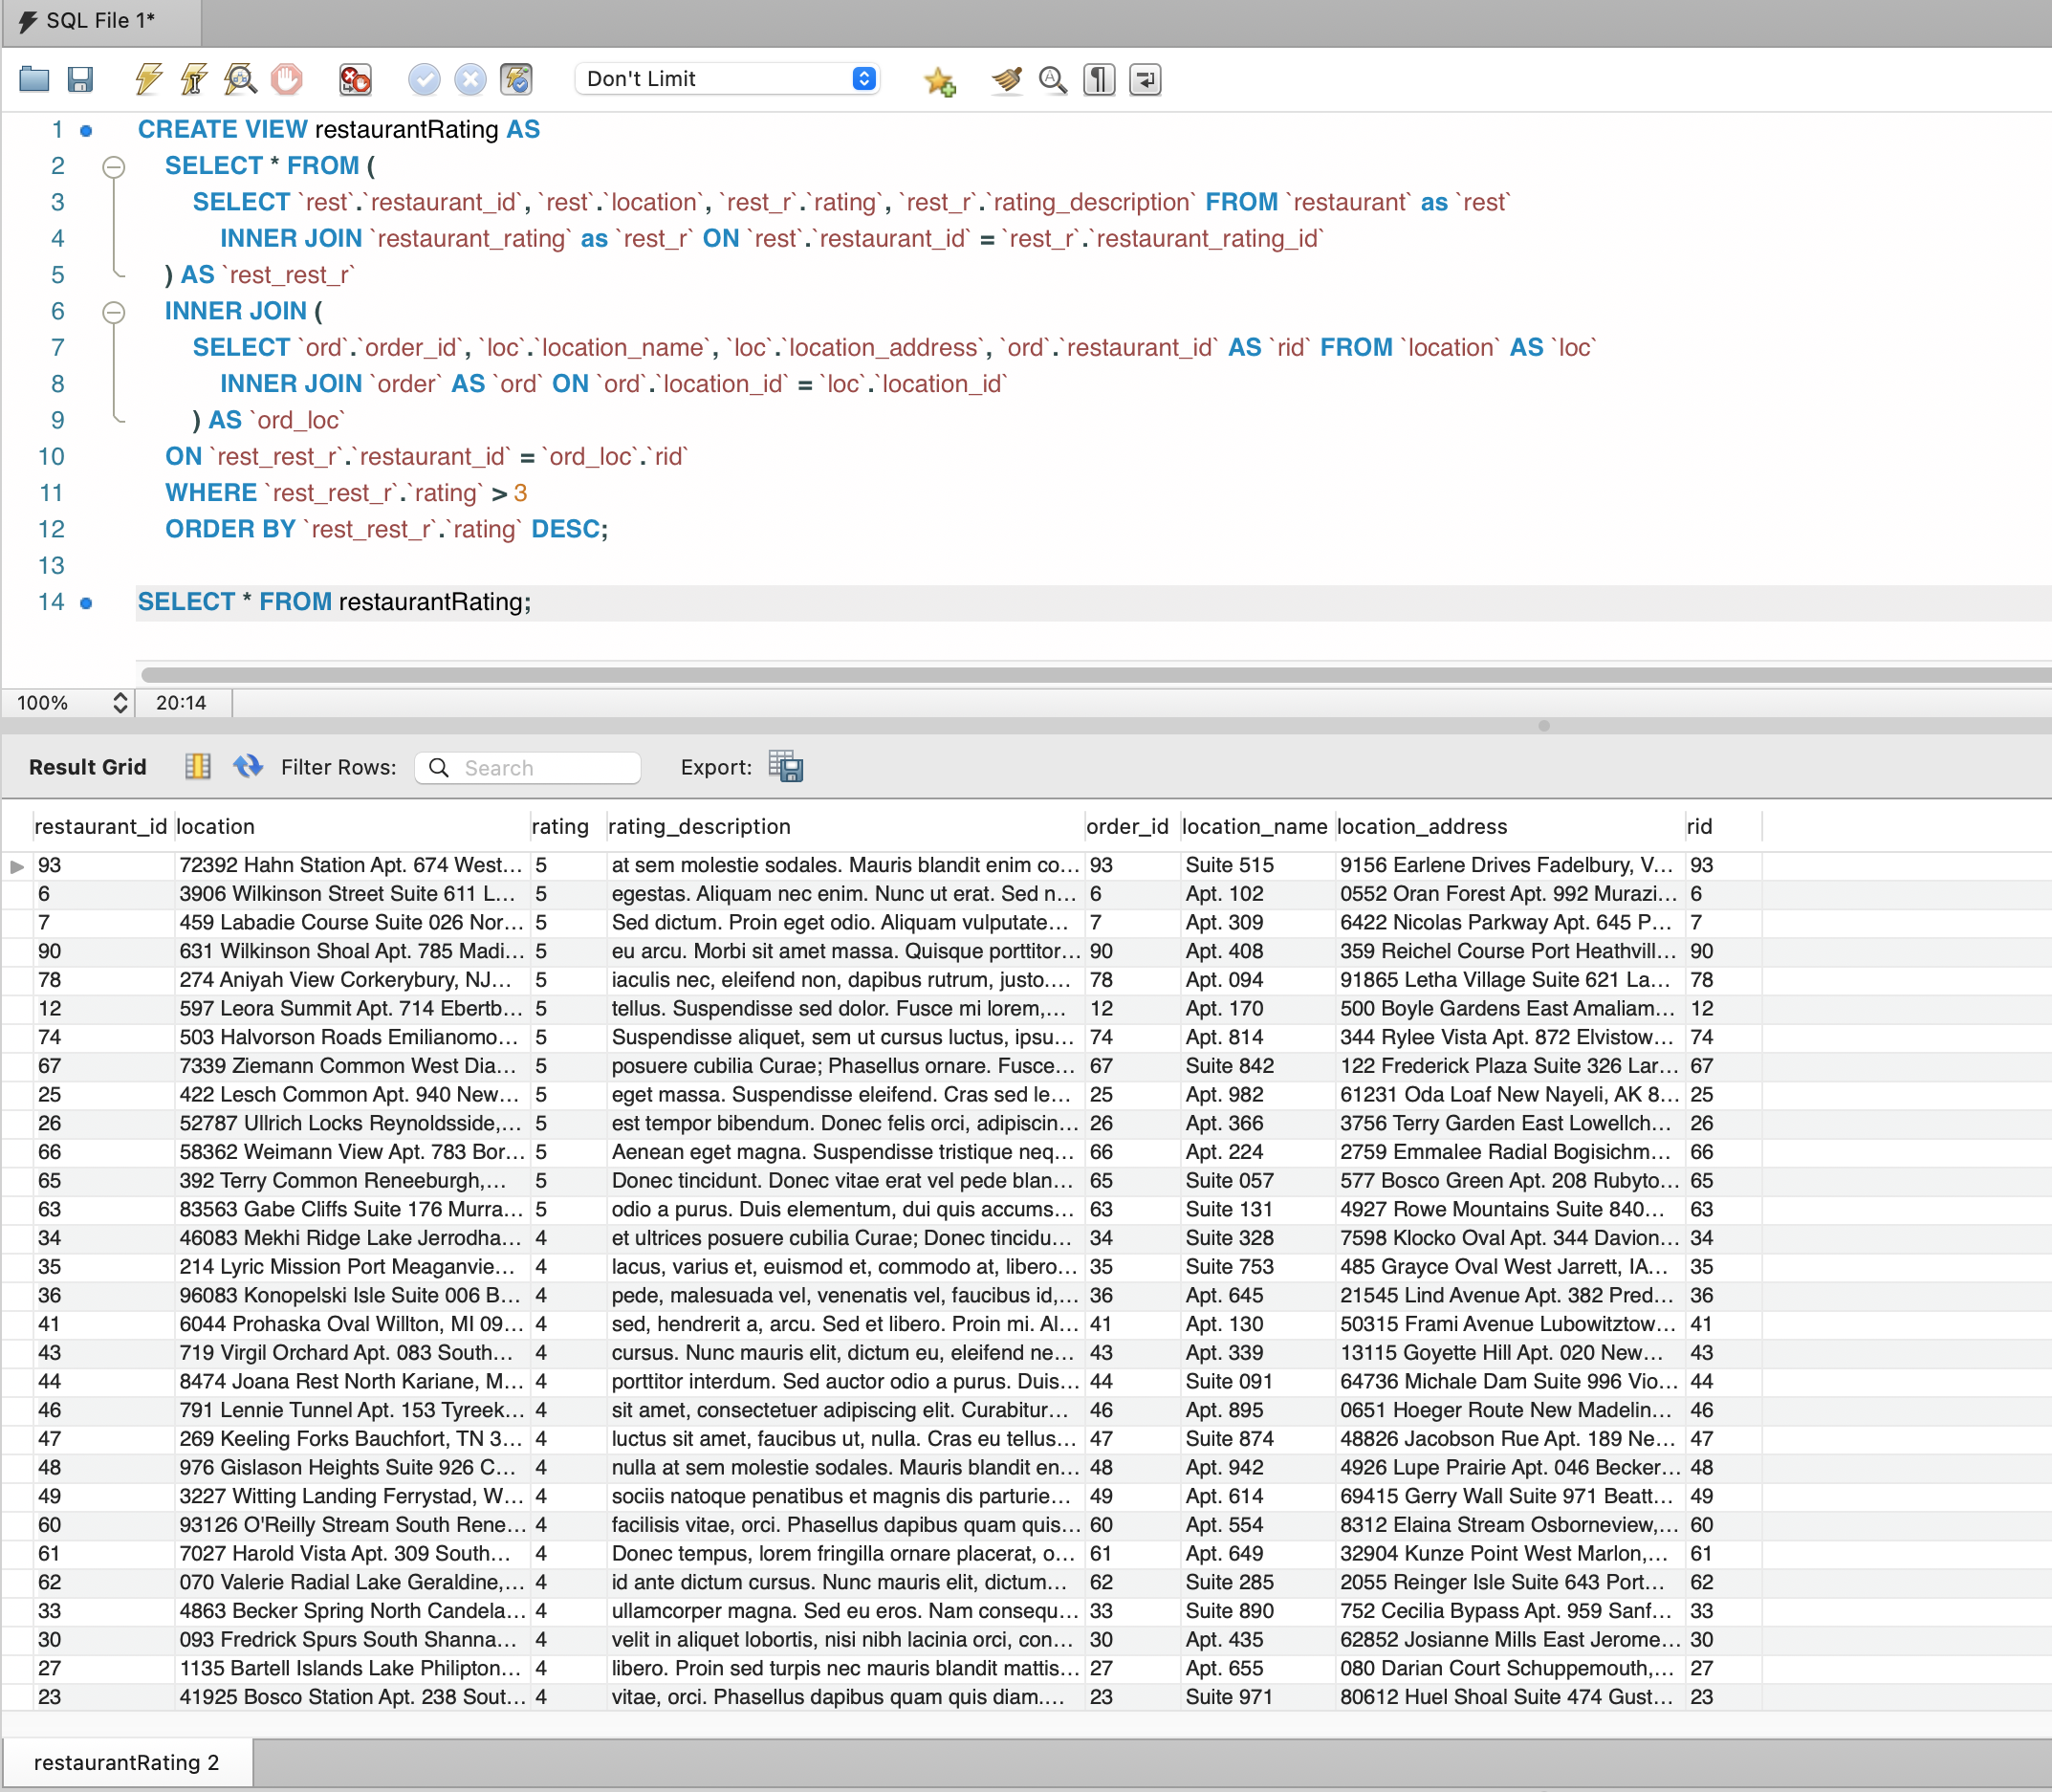 SQL File 1*
Don't Limit
1 CREATE VIEW restaurantRating AS
2 SELECT * FROM (
3 SELECT `rest`.`restaurant_id`, `rest`.`location`, `rest_r`.`rating`, `rest_r`.`rating_description` FROM `restaurant` as `rest`
4 INNER JOIN `restaurant_rating` as `rest_r` ON `rest`.`restaurant_id` = `rest_r`.`restaurant_rating_id`
5 ) AS `rest_rest_r`
6 INNER JOIN (
7 SELECT `ord`.`order_id`, `loc`.`location_name`, `loc`.`location_address`, `ord`.`restaurant_id` AS `rid` FROM `location` AS `loc`
8 INNER JOIN `order` AS `ord` ON `ord`.`location_id` = `loc`.`location_id`
9 ) AS `ord_loc`
10 ON `rest_rest_r`.`restaurant_id` = `ord_loc`.`rid`
11 WHERE `rest_rest_r`.`rating` > 3
12 ORDER BY `rest_rest_r`.`rating` DESC;
13
14 SELECT * FROM restaurantRating;
100% 20:14
Result Grid Filter Rows: Search Export:
restaurant_id location rating rating_description order_id location_name location_address rid
93 72392 Hahn Station Apt. 674 West... 5 at sem molestie sodales. Mauris blandit enim co... 93 Suite 515 9156 Earlene Drives Fadelbury, V... 93
6 3906 Wilkinson Street Suite 611 L... 5 egestas. Aliquam nec enim. Nunc ut erat. Sed n... 6 Apt. 102 0552 Oran Forest Apt. 992 Murazi... 6
7 459 Labadie Course Suite 026 Nor... 5 Sed dictum. Proin eget odio. Aliquam vulputate... 7 Apt. 309 6422 Nicolas Parkway Apt. 645 P... 7
90 631 Wilkinson Shoal Apt. 785 Madi... 5 eu arcu. Morbi sit amet massa. Quisque porttitor... 90 Apt. 408 359 Reichel Course Port Heathvill... 90
78 274 Aniyah View Corkerybury, NJ... 5 iaculis nec, eleifend non, dapibus rutrum, justo.... 78 Apt. 094 91865 Letha Village Suite 621 La... 78
12 597 Leora Summit Apt. 714 Ebertb... 5 tellus. Suspendisse sed dolor. Fusce mi lorem,... 12 Apt. 170 500 Boyle Gardens East Amaliam... 12
74 503 Halvorson Roads Emilianomo... 5 Suspendisse aliquet, sem ut cursus luctus, ipsu... 74 Apt. 814 344 Rylee Vista Apt. 872 Elvistow... 74
67 7339 Ziemann Common West Dia... 5 posuere cubilia Curae; Phasellus ornare. Fusce... 67 Suite 842 122 Frederick Plaza Suite 326 Lar... 67
25 422 Lesch Common Apt. 940 New... 5 eget massa. Suspendisse eleifend. Cras sed le... 25 Apt. 982 61231 Oda Loaf New Nayeli, AK 8... 25
26 52787 Ullrich Locks Reynoldsside,... 5 est tempor bibendum. Donec felis orci, adipiscin... 26 Apt. 366 3756 Terry Garden East Lowellch... 26
66 58362 Weimann View Apt. 783 Bor... 5 Aenean eget magna. Suspendisse tristique neq... 66 Apt. 224 2759 Emmalee Radial Bogisichm... 66
65 392 Terry Common Reneeburgh,... 5 Donec tincidunt. Donec vitae erat vel pede blan... 65 Suite 057 577 Bosco Green Apt. 208 Rubyto... 65
63 83563 Gabe Cliffs Suite 176 Murra... 5 odio a purus. Duis elementum, dui quis accums... 63 Suite 131 4927 Rowe Mountains Suite 840... 63
34 46083 Mekhi Ridge Lake Jerrodha... 4 et ultrices posuere cubilia Curae; Donec tincidu... 34 Suite 328 7598 Klocko Oval Apt. 344 Davion... 34
35 214 Lyric Mission Port Meaganvie... 4 lacus, varius et, euismod et, commodo at, libero... 35 Suite 753 485 Grayce Oval West Jarrett, IA... 35
36 96083 Konopelski Isle Suite 006 B... 4 pede, malesuada vel, venenatis vel, faucibus id,... 36 Apt. 645 21545 Lind Avenue Apt. 382 Pred... 36
41 6044 Prohaska Oval Willton, MI 09... 4 sed, hendrerit a, arcu. Sed et libero. Proin mi. Al... 41 Apt. 130 50315 Frami Avenue Lubowitztow... 41
43 719 Virgil Orchard Apt. 083 South... 4 cursus. Nunc mauris elit, dictum eu, eleifend ne... 43 Apt. 339 13115 Goyette Hill Apt. 020 New... 43
44 8474 Joana Rest North Kariane, M... 4 porttitor interdum. Sed auctor odio a purus. Duis... 44 Suite 091 64736 Michale Dam Suite 996 Vio... 44
46 791 Lennie Tunnel Apt. 153 Tyreek... 4 sit amet, consectetuer adipiscing elit. Curabitur... 46 Apt. 895 0651 Hoeger Route New Madelin... 46
47 269 Keeling Forks Bauchfort, TN 3... 4 luctus sit amet, faucibus ut, nulla. Cras eu tellus... 47 Suite 874 48826 Jacobson Rue Apt. 189 Ne... 47
48 976 Gislason Heights Suite 926 C... 4 nulla at sem molestie sodales. Mauris blandit en... 48 Apt. 942 4926 Lupe Prairie Apt. 046 Becker... 48
49 3227 Witting Landing Ferrystad, W... 4 sociis natoque penatibus et magnis dis parturie... 49 Apt. 614 69415 Gerry Wall Suite 971 Beatt... 49
60 93126 O'Reilly Stream South Rene... 4 facilisis vitae, orci. Phasellus dapibus quam quis... 60 Apt. 554 8312 Elaina Stream Osborneview,... 60
61 7027 Harold Vista Apt. 309 South... 4 Donec tempus, lorem fringilla ornare placerat, o... 61 Apt. 649 32904 Kunze Point West Marlon,... 61
62 070 Valerie Radial Lake Geraldine,... 4 id ante dictum cursus. Nunc mauris elit, dictum... 62 Suite 285 2055 Reinger Isle Suite 643 Port... 62
33 4863 Becker Spring North Candela... 4 ullamcorper magna. Sed eu eros. Nam consequ... 33 Suite 890 752 Cecilia Bypass Apt. 959 Sanf... 33
30 093 Fredrick Spurs South Shanna... 4 velit in aliquet lobortis, nisi nibh lacinia orci, con... 30 Apt. 435 62852 Josianne Mills East Jerome... 30
27 1135 Bartell Islands Lake Philipton... 4 libero. Proin sed turpis nec mauris blandit mattis... 27 Apt. 655 080 Darian Court Schuppemouth,... 27
23 41925 Bosco Station Apt. 238 Sout... 4 vitae, orci. Phasellus dapibus quam quis diam.... 23 Suite 971 80612 Huel Shoal Suite 474 Gust... 23
restaurantRating 2